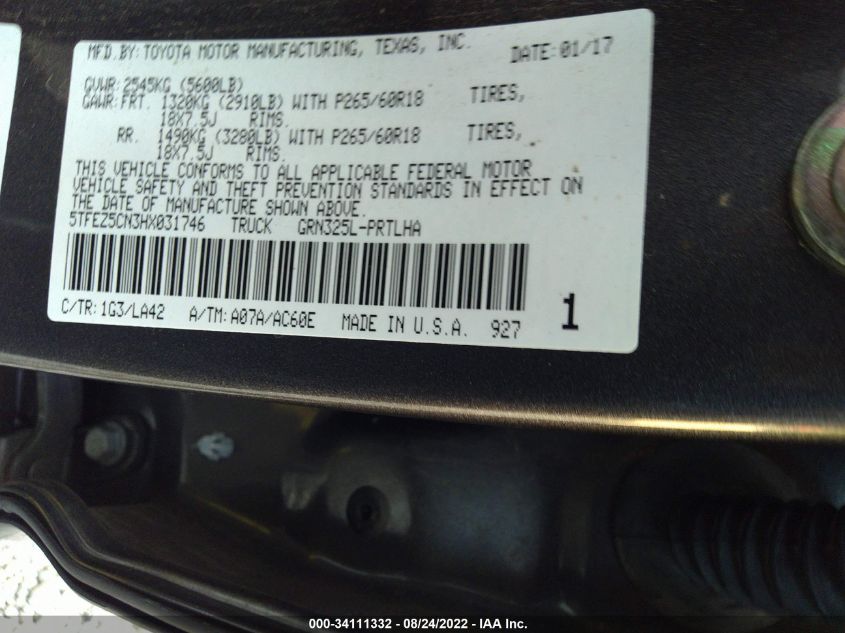 MFD.BY: TOYOTA MOTOR MANUFACTURING, TEXAS, INC. DATE: 01/17
GVWR: 2545KG (5600LB)
GAWR: FRT. 1320KG (2910LB) WITH P265/60R18 TIRES,
18X7.5J RIMS.
RR. 1490KG (3280LB) WITH P265/60R18 TIRES,
18X7.5J RIMS.
THIS VEHICLE CONFORMS TO ALL APPLICABLE FEDERAL MOTOR
VEHICLE SAFETY AND THEFT PREVENTION STANDARDS IN EFFECT ON
THE DATE OF MANUFACTURE SHOWN ABOVE.
5TFEZ5CN3HX031746 TRUCK GRN325L-PRTLHA
C/TR: 1G3/LA42 A/TM: A07A/AC60E MADE IN U.S.A. 927 1
000-34111332 - 08/24/2022 - IAA Inc.